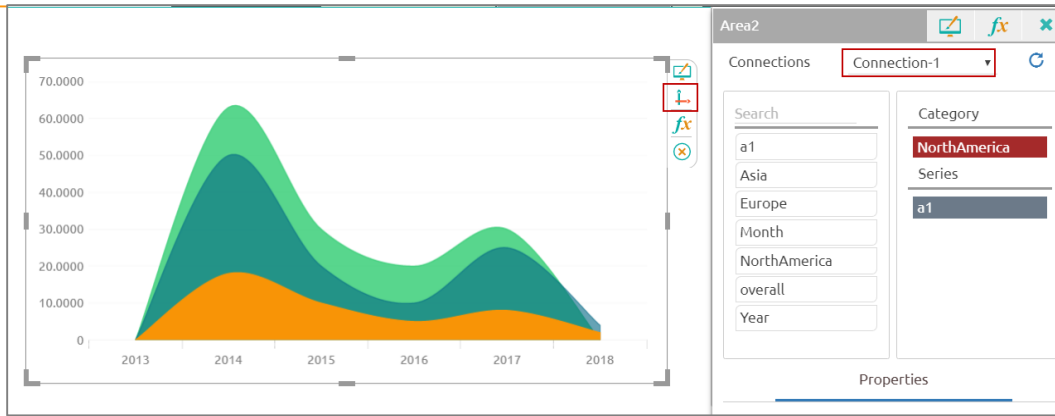 70.0000
60.0000
50.0000
40.0000
30.0000
20.0000
10.0000
0
2013 2014 2015 2016 2017 2018
fx
Area2
fx
Connections Connection-1
Search
a1
Asia
Europe
Month
NorthAmerica
overall
Year
Category
NorthAmerica
Series
a1
Properties